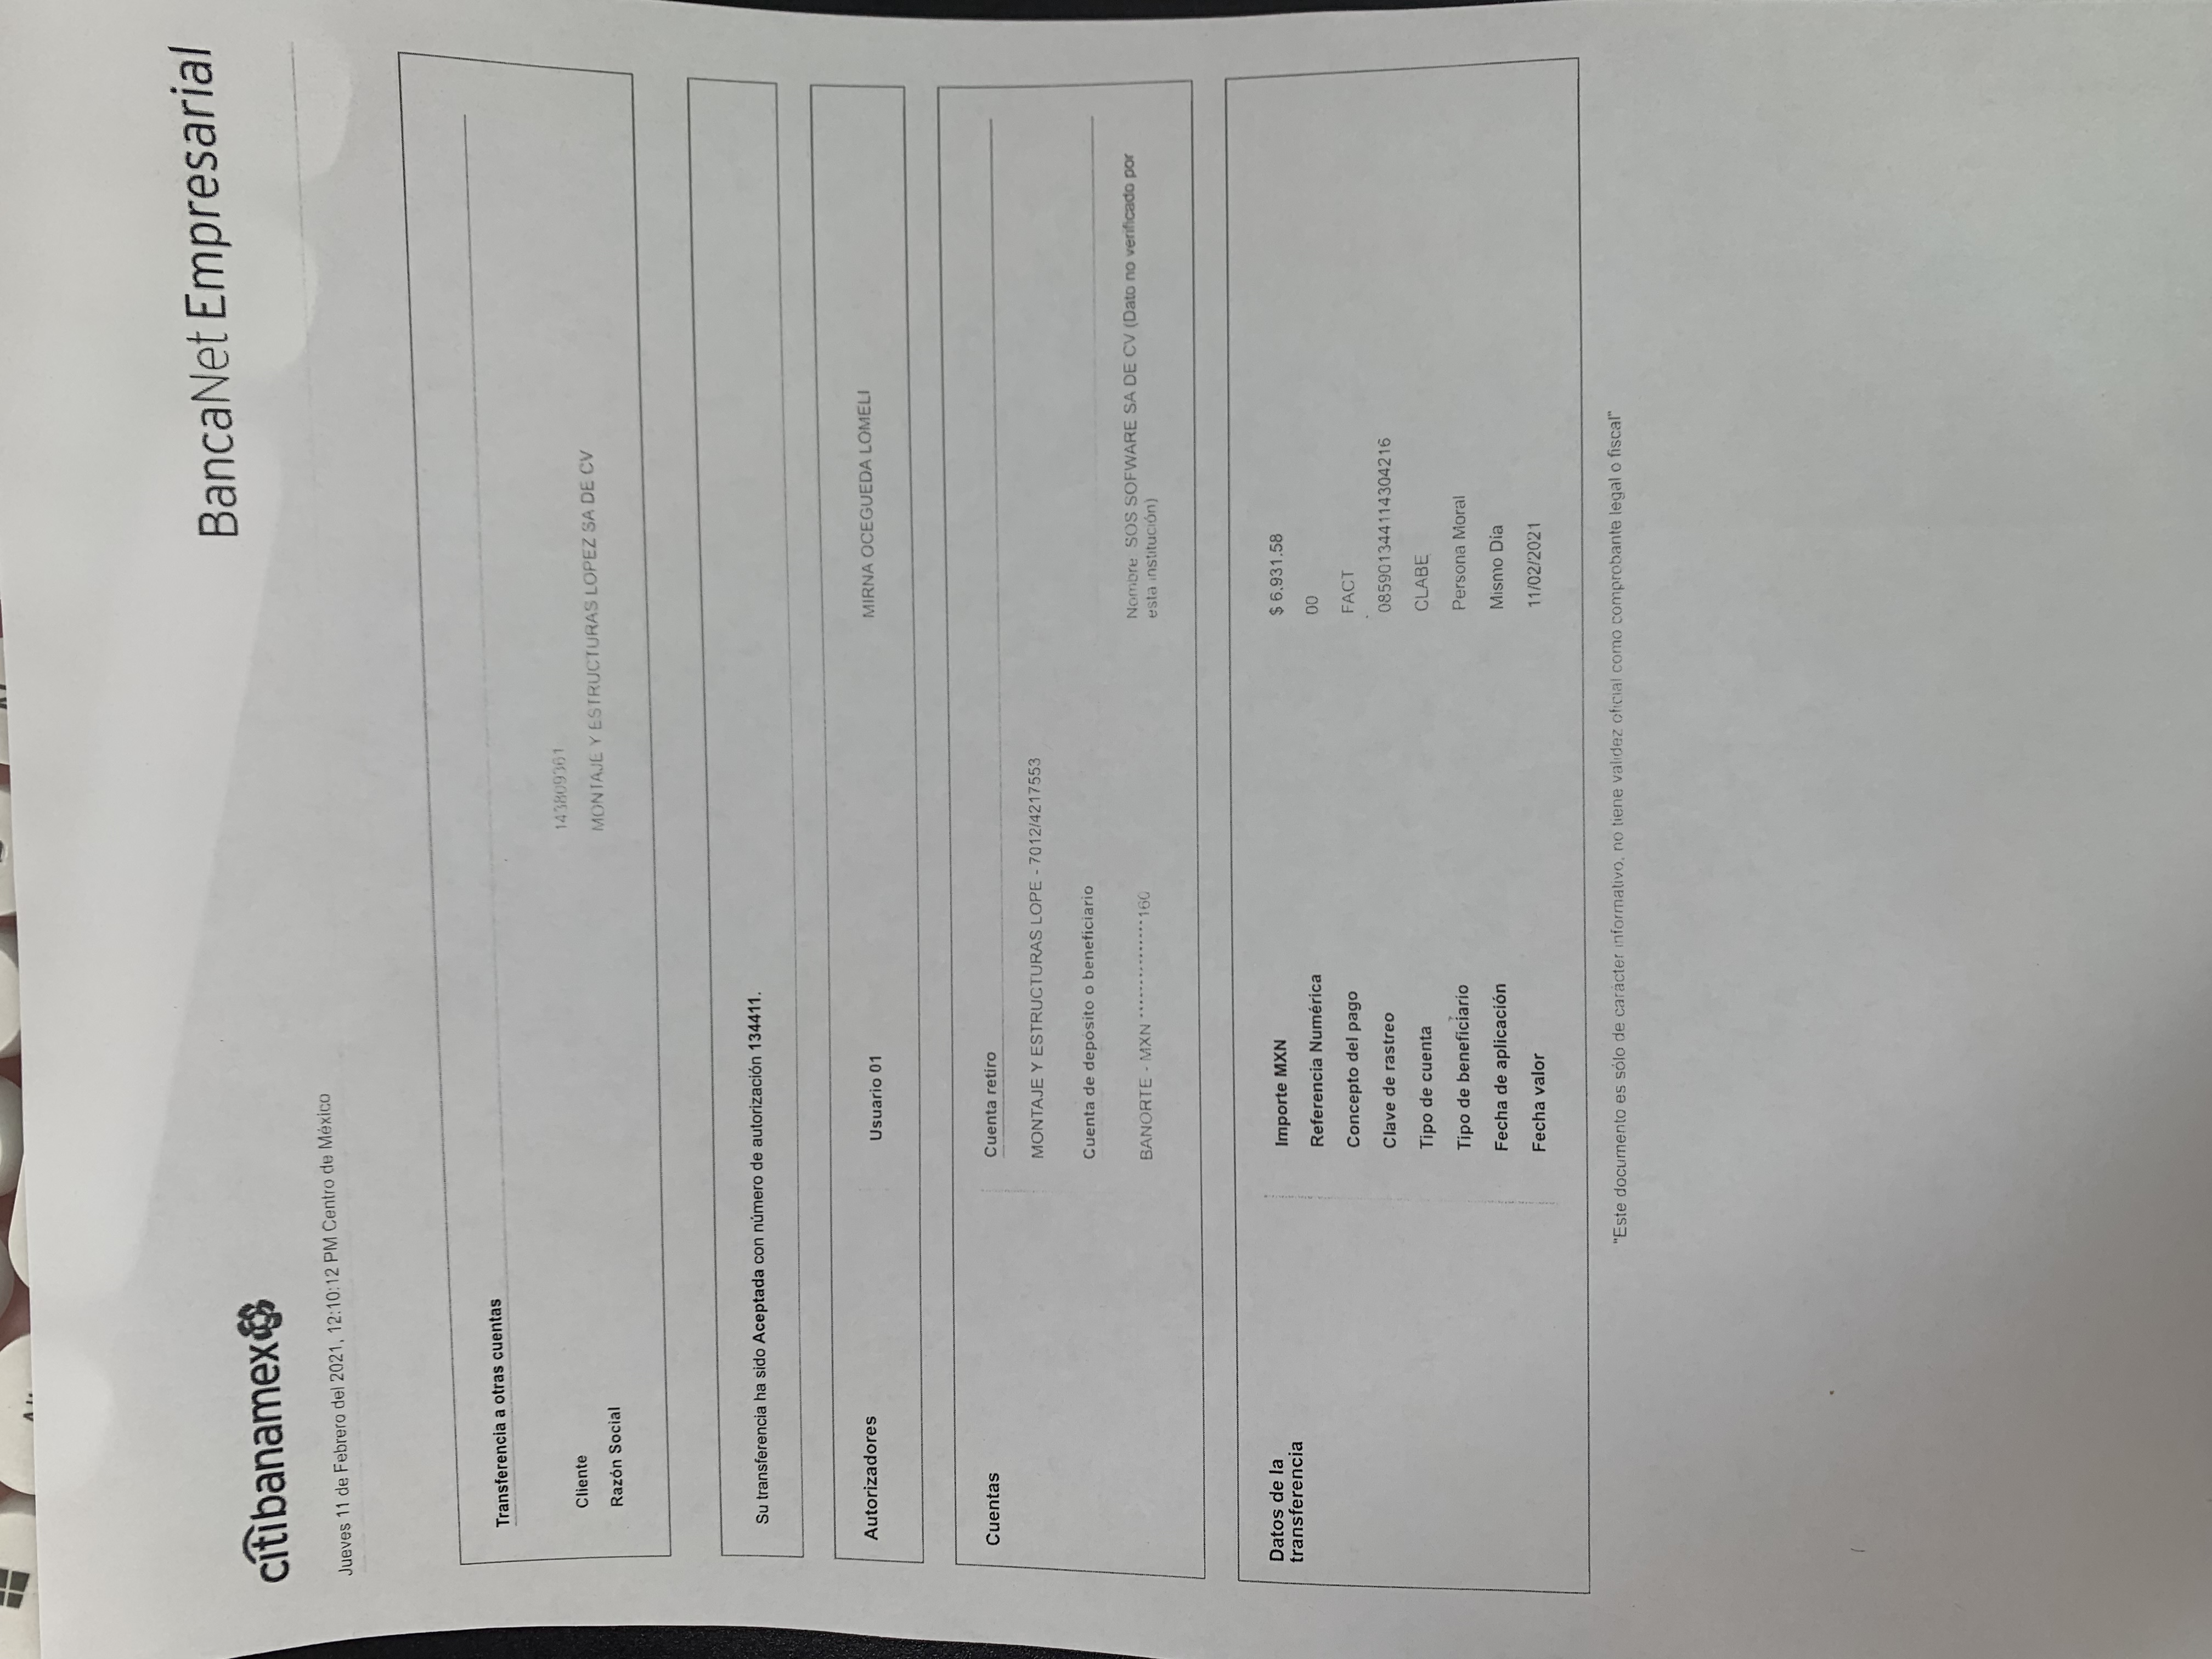 BancaNet Empresarial
citibanamex
Jueves 11 de Febrero del 2021, 12:10:12 PM Centro de México
Transferencia a otras cuentas
Cliente 143809361
Razón Social MONTAJE Y ESTRUCTURAS LOPEZ SA DE CV
Su transferencia ha sido Aceptada con número de autorización 134411.
Autorizadores Usuario 01 MIRNA OCEGUEDA LOMELI
Cuentas Cuenta retiro
MONTAJE Y ESTRUCTURAS LOPE - 7012/4217553
Cuenta de depósito o beneficiario
BANORTE - MXN ***************160 Nombre SOS SOFWARE SA DE CV (Dato no verificado por
esta institución)
Datos de la
transferencia
Importe MXN $ 6,931.58
Referencia Numérica 00
Concepto del pago FACT
Clave de rastreo 085901344114304216
Tipo de cuenta CLABE
Tipo de beneficiario Persona Moral
Fecha de aplicación Mismo Día
Fecha valor 11/02/2021
"Este documento es sólo de carácter informativo, no tiene validez oficial como comprobante legal o fiscal"